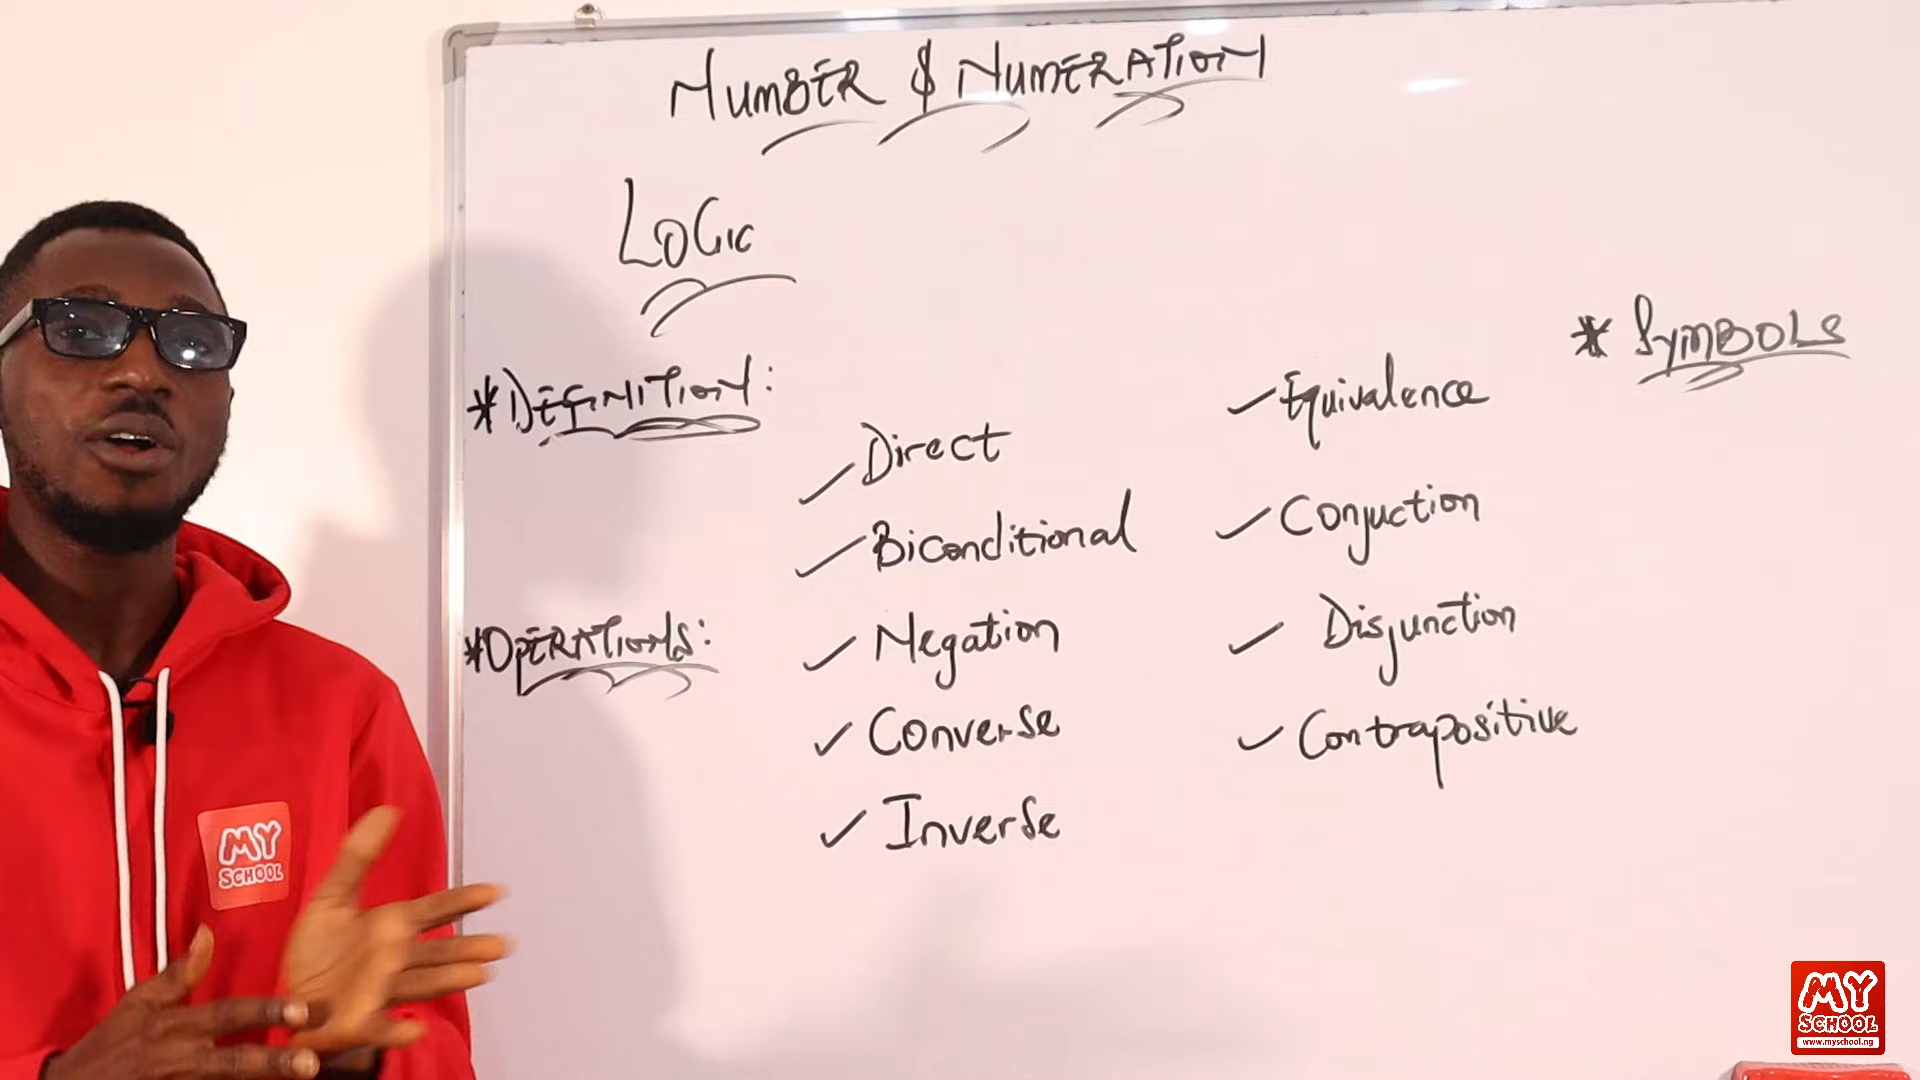 NUMBER & NUMERATION
LOGIC
* DEFINITION:
* SYMBOLS
✓ Direct
✓ Biconditional
*OPERATIONS:
✓ Negation
✓ Converse
✓ Inverse
✓ Equivalence
✓ Conjuction
✓ Disjunction
✓ Contrapositive
MY
SCHOOL
MY
SCHOOL
www.myschool.ng